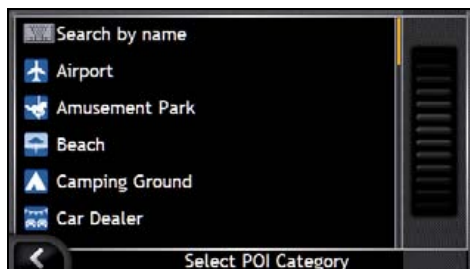 Search by name
Airport
Amusement Park
Beach
Camping Ground
Car Dealer
Select POI Category